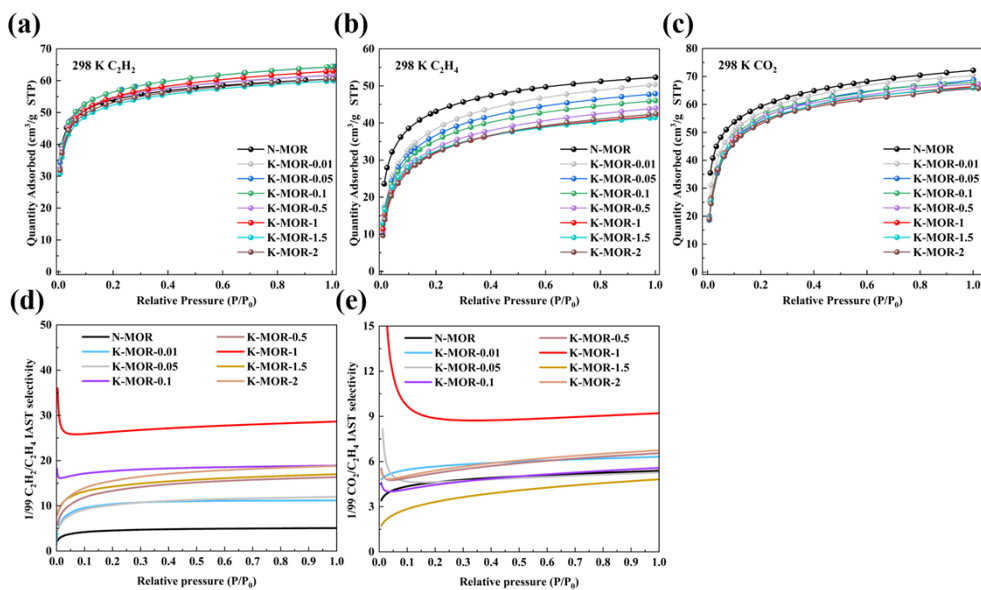 (a)
298 K C₂H₂
Quantity Adsorbed (cm³/g STP)
70
60
50
40
30
20
10
0
N-MOR
K-MOR-0.01
K-MOR-0.05
K-MOR-0.1
K-MOR-0.5
K-MOR-1
K-MOR-1.5
K-MOR-2
0.0 0.2 0.4 0.6 0.8 1.0
Relative Pressure (P/P₀)
(b)
298 K C₂H₄
Quantity Adsorbed (cm³/g STP)
60
50
40
30
20
10
0
N-MOR
K-MOR-0.01
K-MOR-0.05
K-MOR-0.1
K-MOR-0.5
K-MOR-1
K-MOR-1.5
K-MOR-2
0.0 0.2 0.4 0.6 0.8 1.0
Relative Pressure (P/P₀)
(c)
298 K CO₂
Quantity Adsorbed (cm³/g STP)
80
70
60
50
40
30
20
10
0
N-MOR
K-MOR-0.01
K-MOR-0.05
K-MOR-0.1
K-MOR-0.5
K-MOR-1
K-MOR-1.5
K-MOR-2
0.0 0.2 0.4 0.6 0.8 1.0
Relative Pressure (P/P₀)
(d)
1/99 C₂H₂/C₂H₄ IAST selectivity
50
40
30
20
10
0
N-MOR K-MOR-0.5
K-MOR-0.01 K-MOR-1
K-MOR-0.05 K-MOR-1.5
K-MOR-0.1 K-MOR-2
0.0 0.1 0.2 0.3 0.4 0.5 0.6 0.7 0.8 0.9 1.0
Relative pressure (P/P₀)
(e)
1/99 CO₂/C₂H₄ IAST selectivity
15
12
9
6
3
0
N-MOR K-MOR-0.5
K-MOR-0.01 K-MOR-1
K-MOR-0.05 K-MOR-1.5
K-MOR-0.1 K-MOR-2
0.0 0.1 0.2 0.3 0.4 0.5 0.6 0.7 0.8 0.9 1.0
Relative pressure (P/P₀)